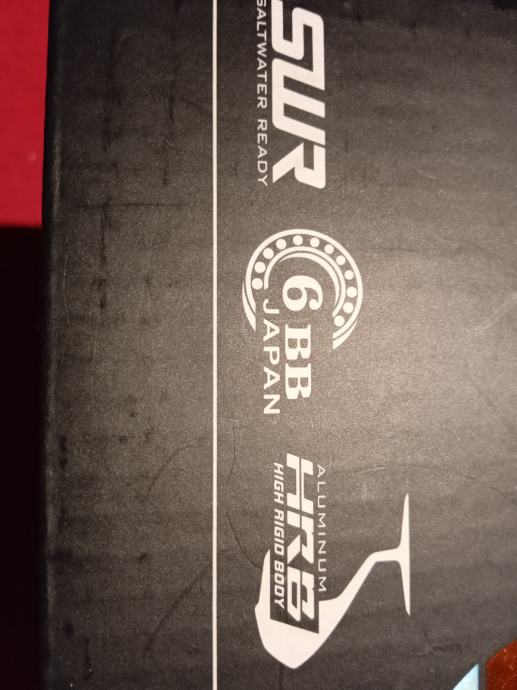 SWR
SALTWATER READY
6 BB
JAPAN
ALUMINUM
HRB
HIGH RIGID BODY